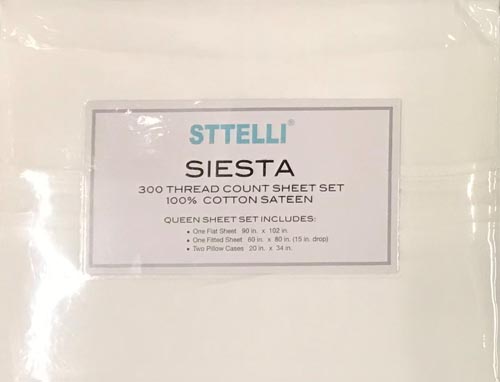 STTELLI®
SIESTA
300 THREAD COUNT SHEET SET
100% COTTON SATEEN
QUEEN SHEET SET INCLUDES:
• One Flat Sheet 90 in. x 102 in.
• One Fitted Sheet 60 in. x 80 in. (15 in. drop)
• Two Pillow Cases 20 in. x 34 in.